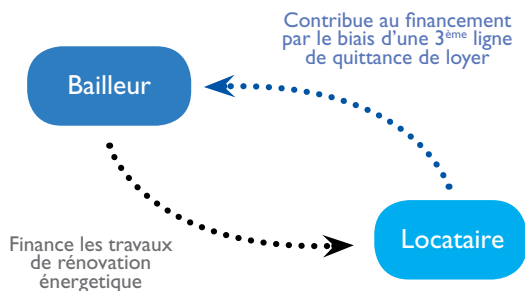 Contribue au financement
par le biais d'une 3ème ligne
de quittance de loyer
Bailleur
Locataire
Finance les travaux
de rénovation
énergetique